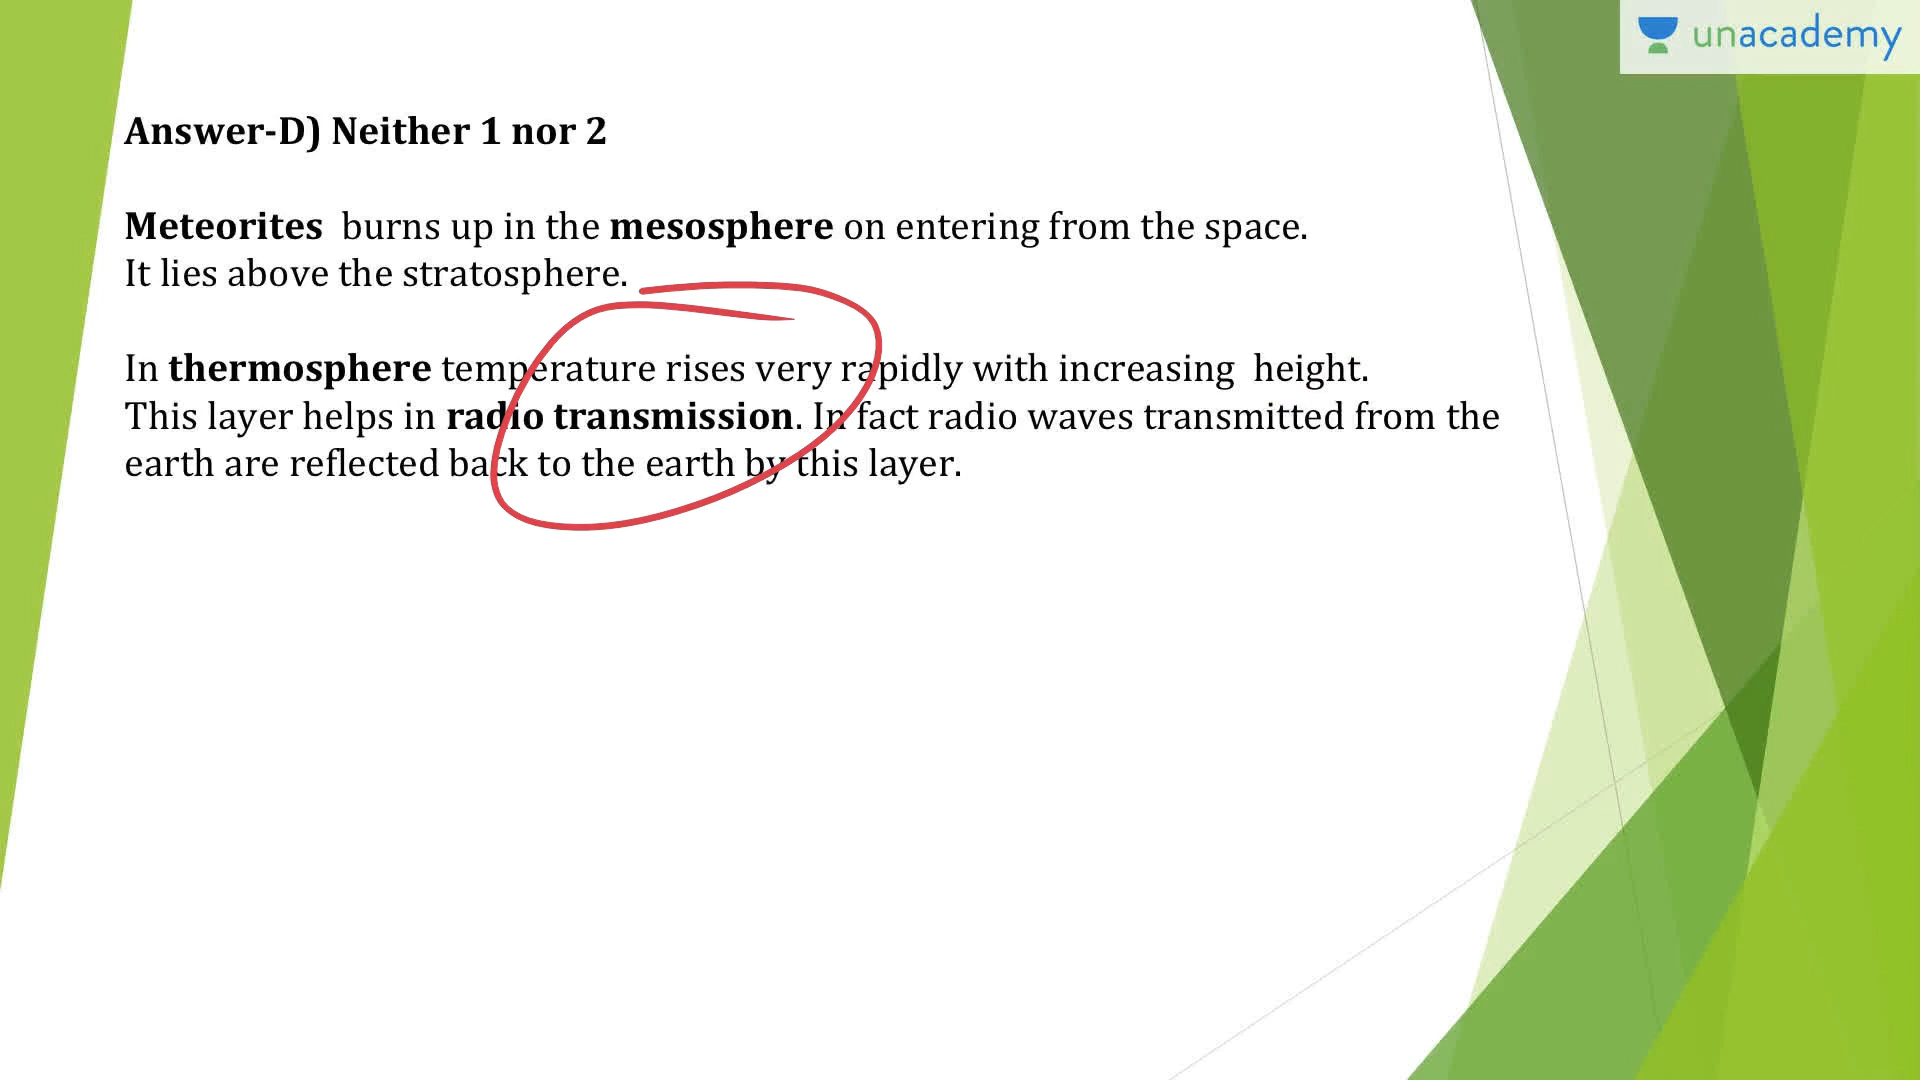 unacademy
Answer-D) Neither 1 nor 2
Meteorites burns up in the mesosphere on entering from the space.
It lies above the stratosphere.
In thermosphere temperature rises very rapidly with increasing height.
This layer helps in radio transmission. In fact radio waves transmitted from the
earth are reflected back to the earth by this layer.